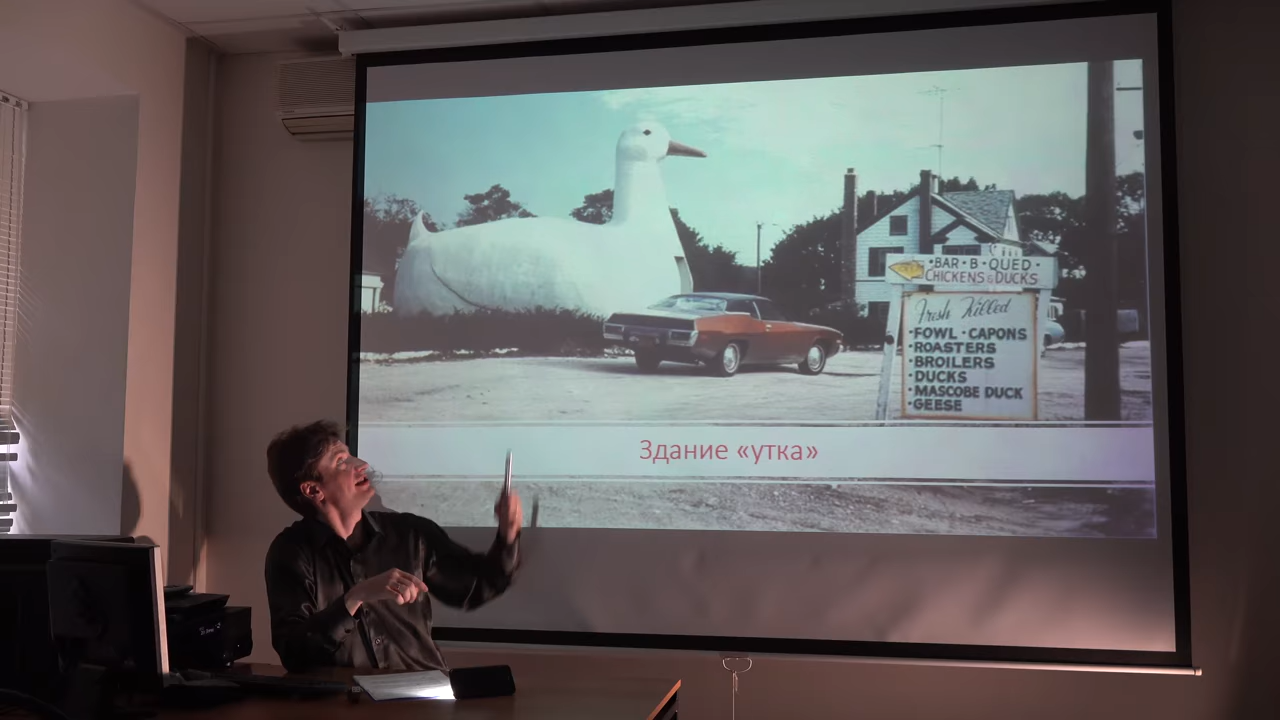 •BAR•B•QUED•
CHICKENS & DUCKS
Fresh Killed
•FOWL•CAPONS
•ROASTERS
•BROILERS
•DUCKS
•MASCOBE DUCK
•GEESE
Здание «утка»